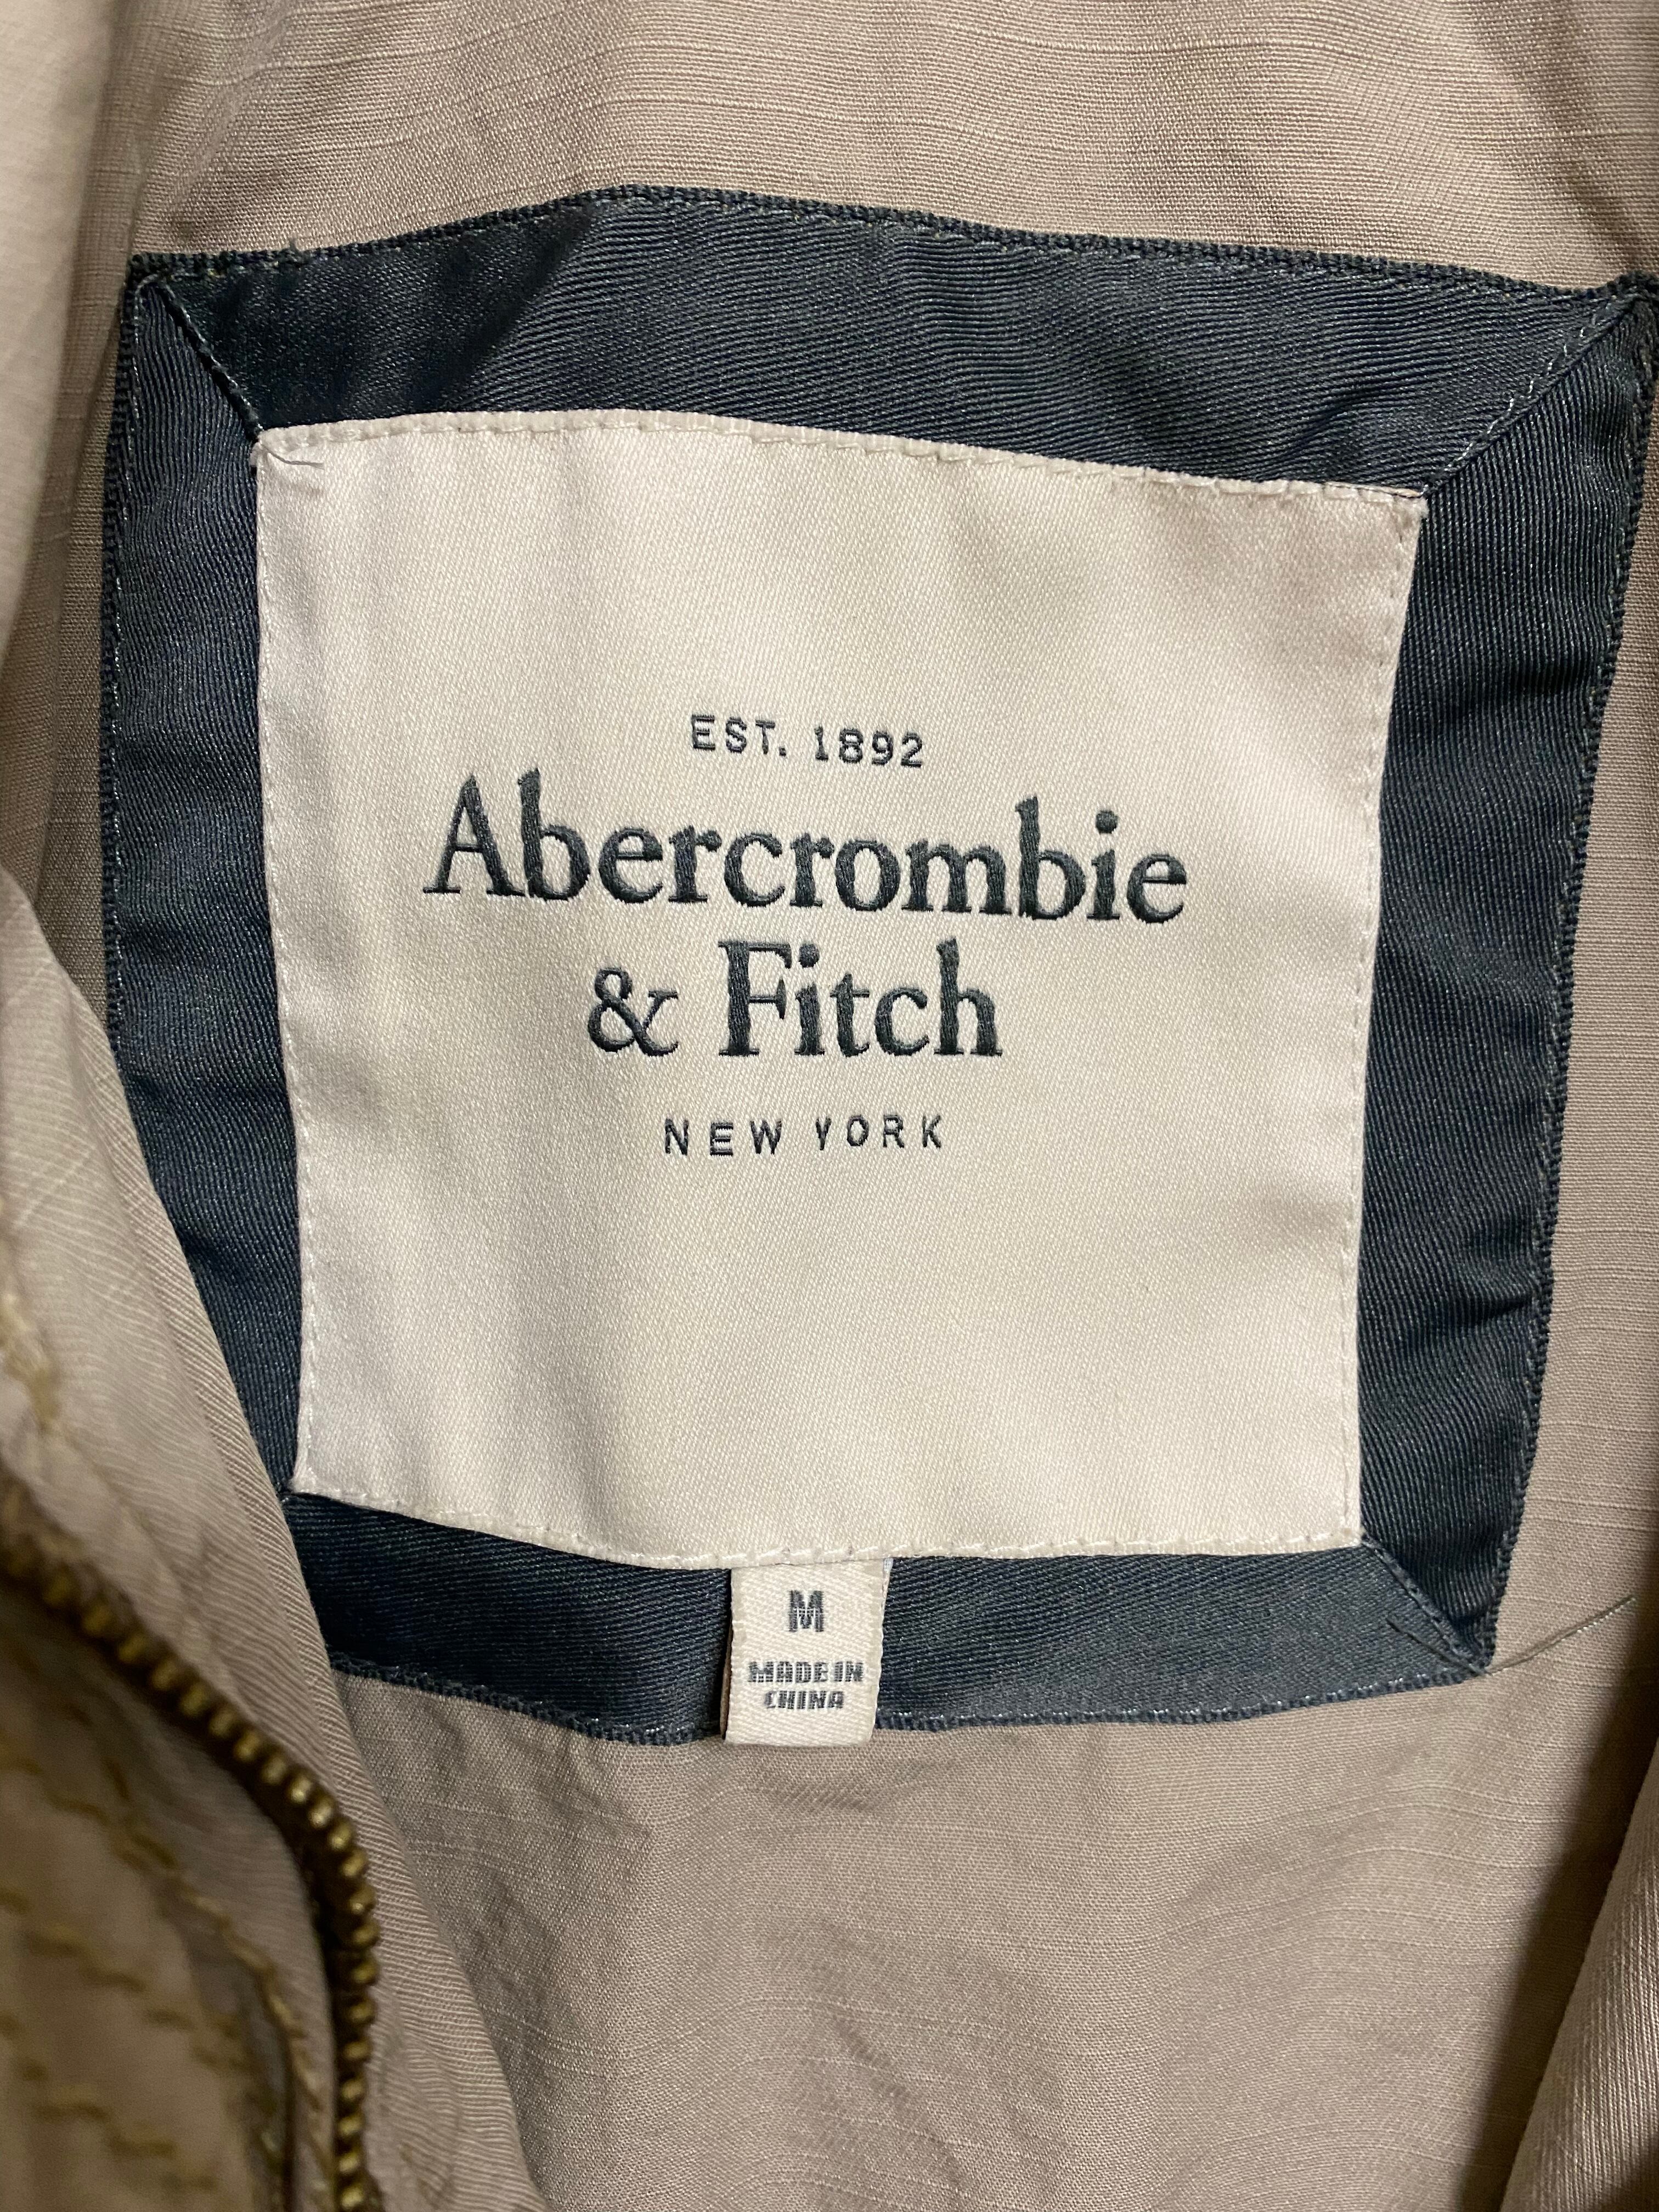 EST. 1892
Abercrombie
& Fitch
NEW YORK
M
MADE IN
CHINA